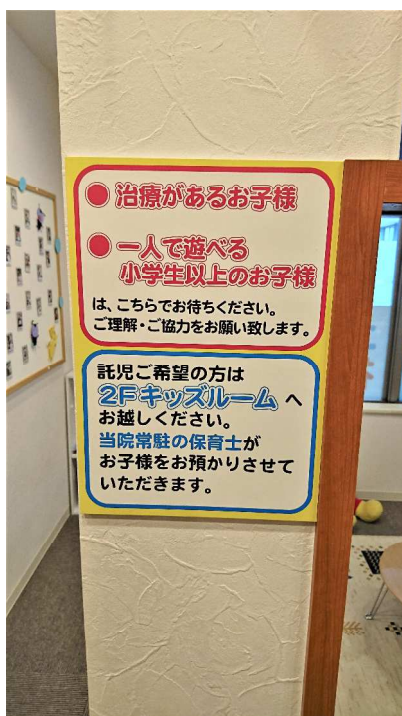 ● 治療があるお子様
● 一人で遊べる
小学生以上のお子様
は、こちらでお待ちください。
ご理解・ご協力をお願い致します。
託児ご希望の方は
2Fキッズルーム へ
お越しください。
当院常駐の保育士が
お子様をお預かりさせて
いただきます。